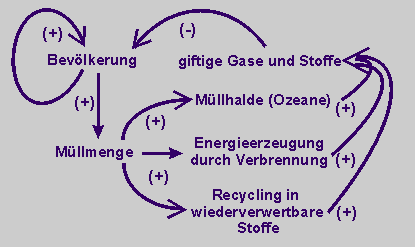 (+)
(-)
Bevölkerung
giftige Gase und Stoffe
(+)
Müllhalde (Ozeane)
(+)
(+)
Müllmenge
Energieerzeugung
durch Verbrennung
(+)
(+)
Recycling in
wiederverwertbare
Stoffe
(+)